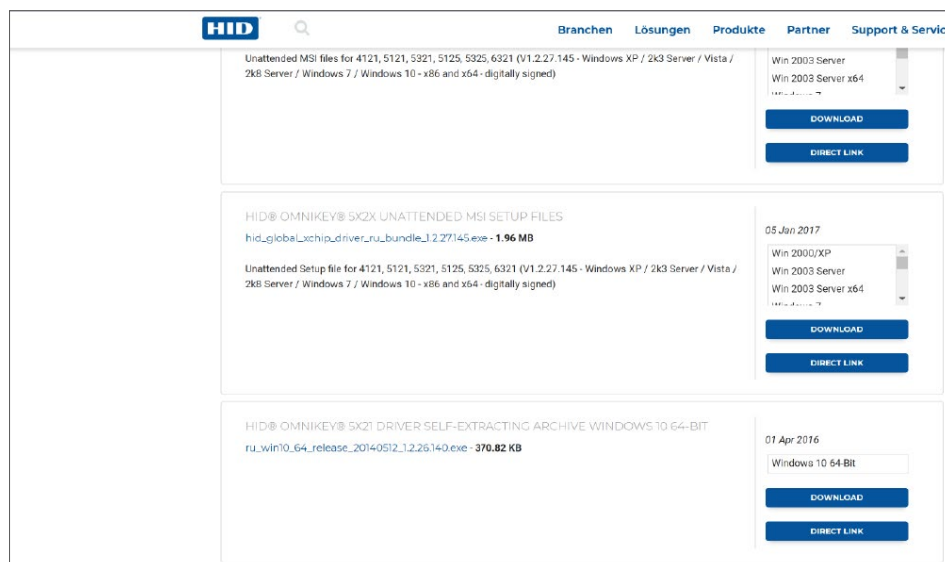 HID
Branchen Lösungen Produkte Partner Support & Servic
Unattended MSI files for 4121, 5121, 5321, 5125, 5325, 6321 (V1.2.27.145 - Windows XP / 2k3 Server / Vista /
2k8 Server / Windows 7 / Windows 10 - x86 and x64 - digitally signed)
Win 2003 Server
Win 2003 Server x64
DOWNLOAD
DIRECT LINK
HID® OMNIKEY® 5X2X UNATTENDED MSI SETUP FILES
hid_global_xchip_driver_ru_bundle_1.2.27.145.exe - 1.96 MB
Unattended Setup file for 4121, 5121, 5321, 5125, 5325, 6321 (V1.2.27.145 - Windows XP / 2k3 Server / Vista /
2k8 Server / Windows 7 / Windows 10 - x86 and x64 - digitally signed)
05 Jan 2017
Win 2000/XP
Win 2003 Server
Win 2003 Server x64
DOWNLOAD
DIRECT LINK
HID® OMNIKEY® 5X21 DRIVER SELF-EXTRACTING ARCHIVE WINDOWS 10 64-BIT
ru_win10_64_release_20140512_1.2.26.140.exe - 370.82 KB
01 Apr 2016
Windows 10 64-Bit
DOWNLOAD
DIRECT LINK